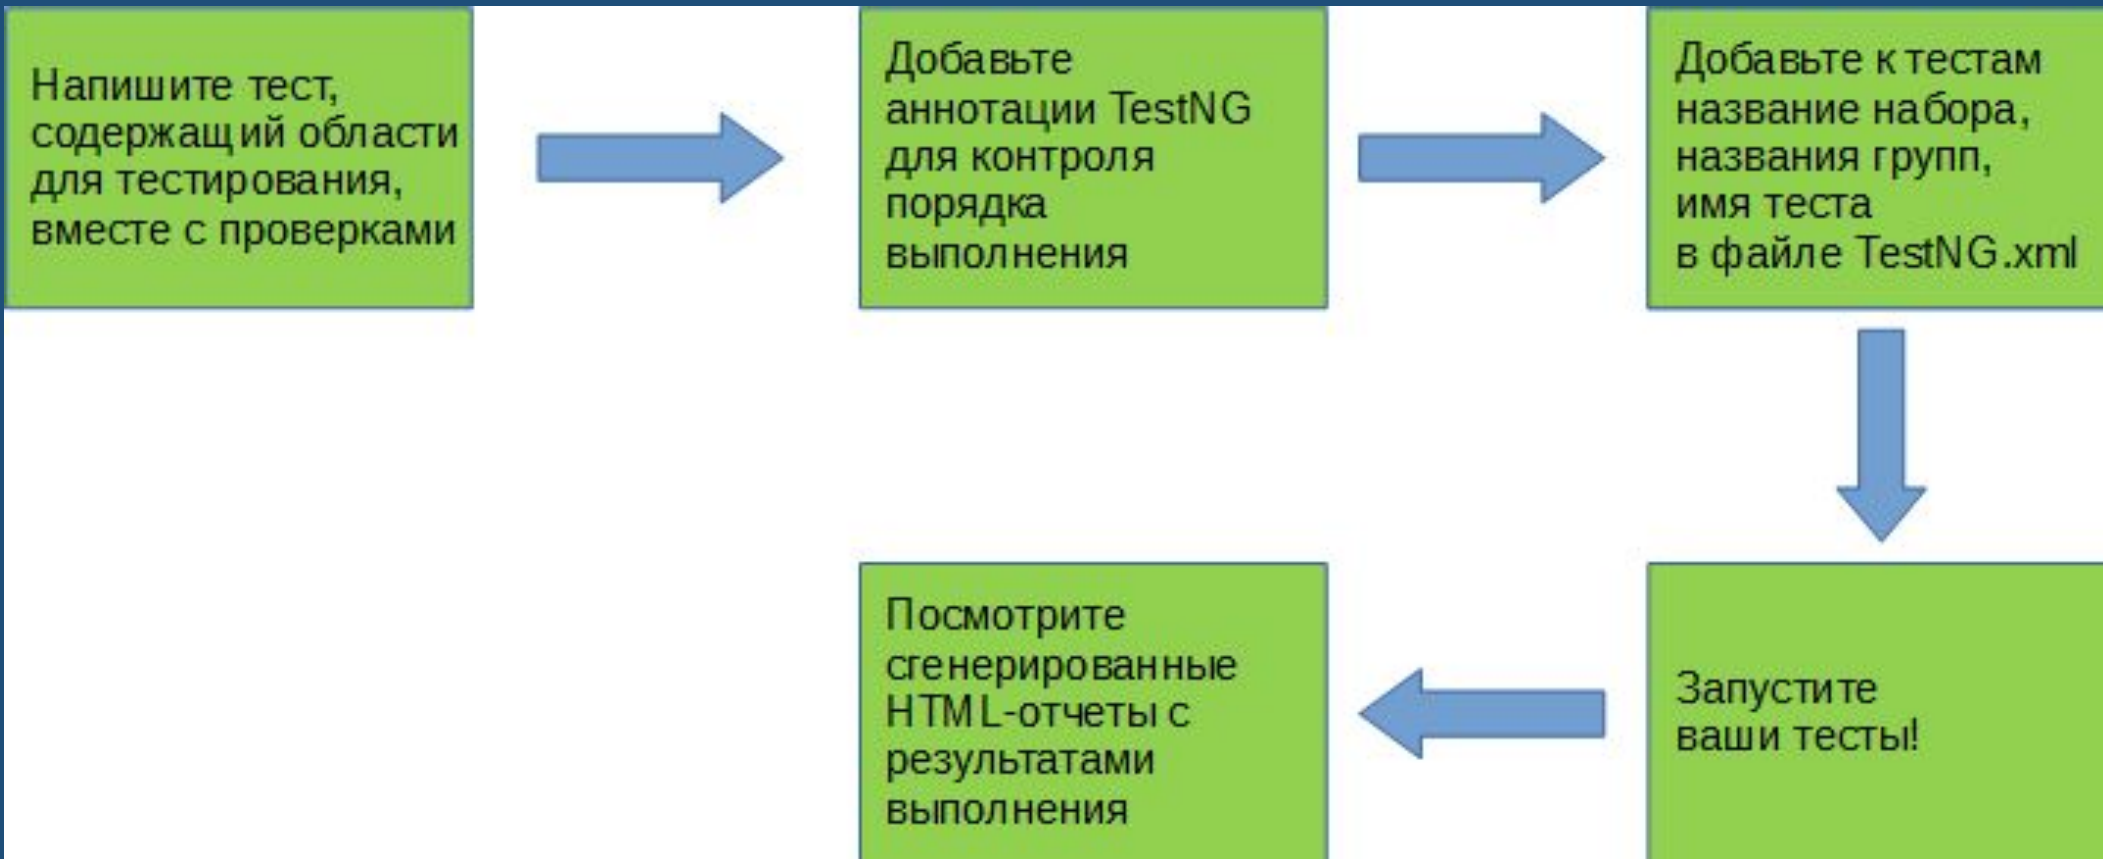 Напишите тест,
содержащий области
для тестирования,
вместе с проверками
Добавьте
аннотации TestNG
для контроля
порядка
выполнения
Добавьте к тестам
название набора,
названия групп,
имя теста
в файле TestNG.xml
Запустите
ваши тесты!
Посмотрите
сгенерированные
HTML-отчеты с
результатами
выполнения